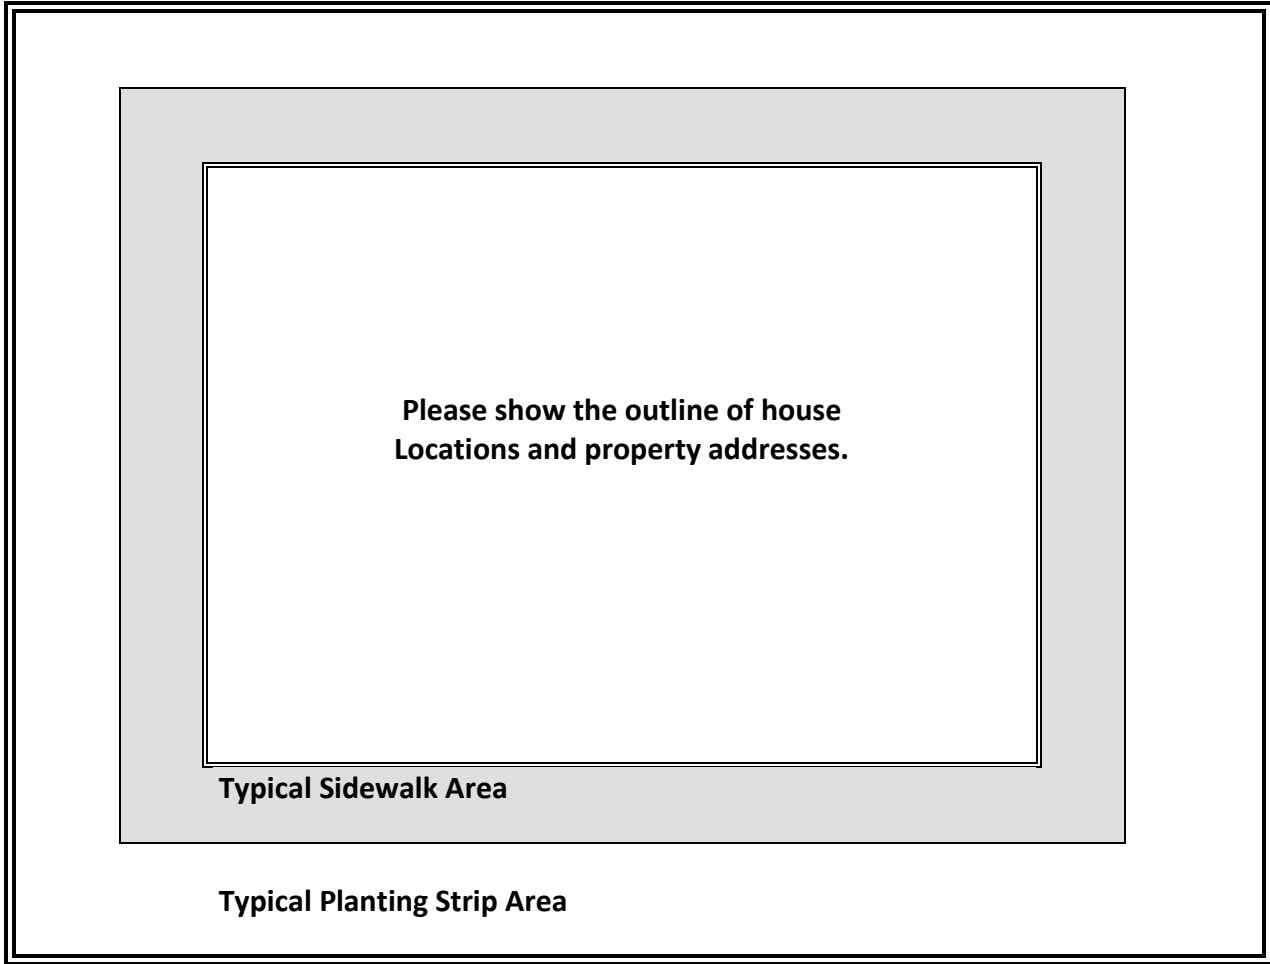 Please show the outline of house
Locations and property addresses.
Typical Sidewalk Area
Typical Planting Strip Area